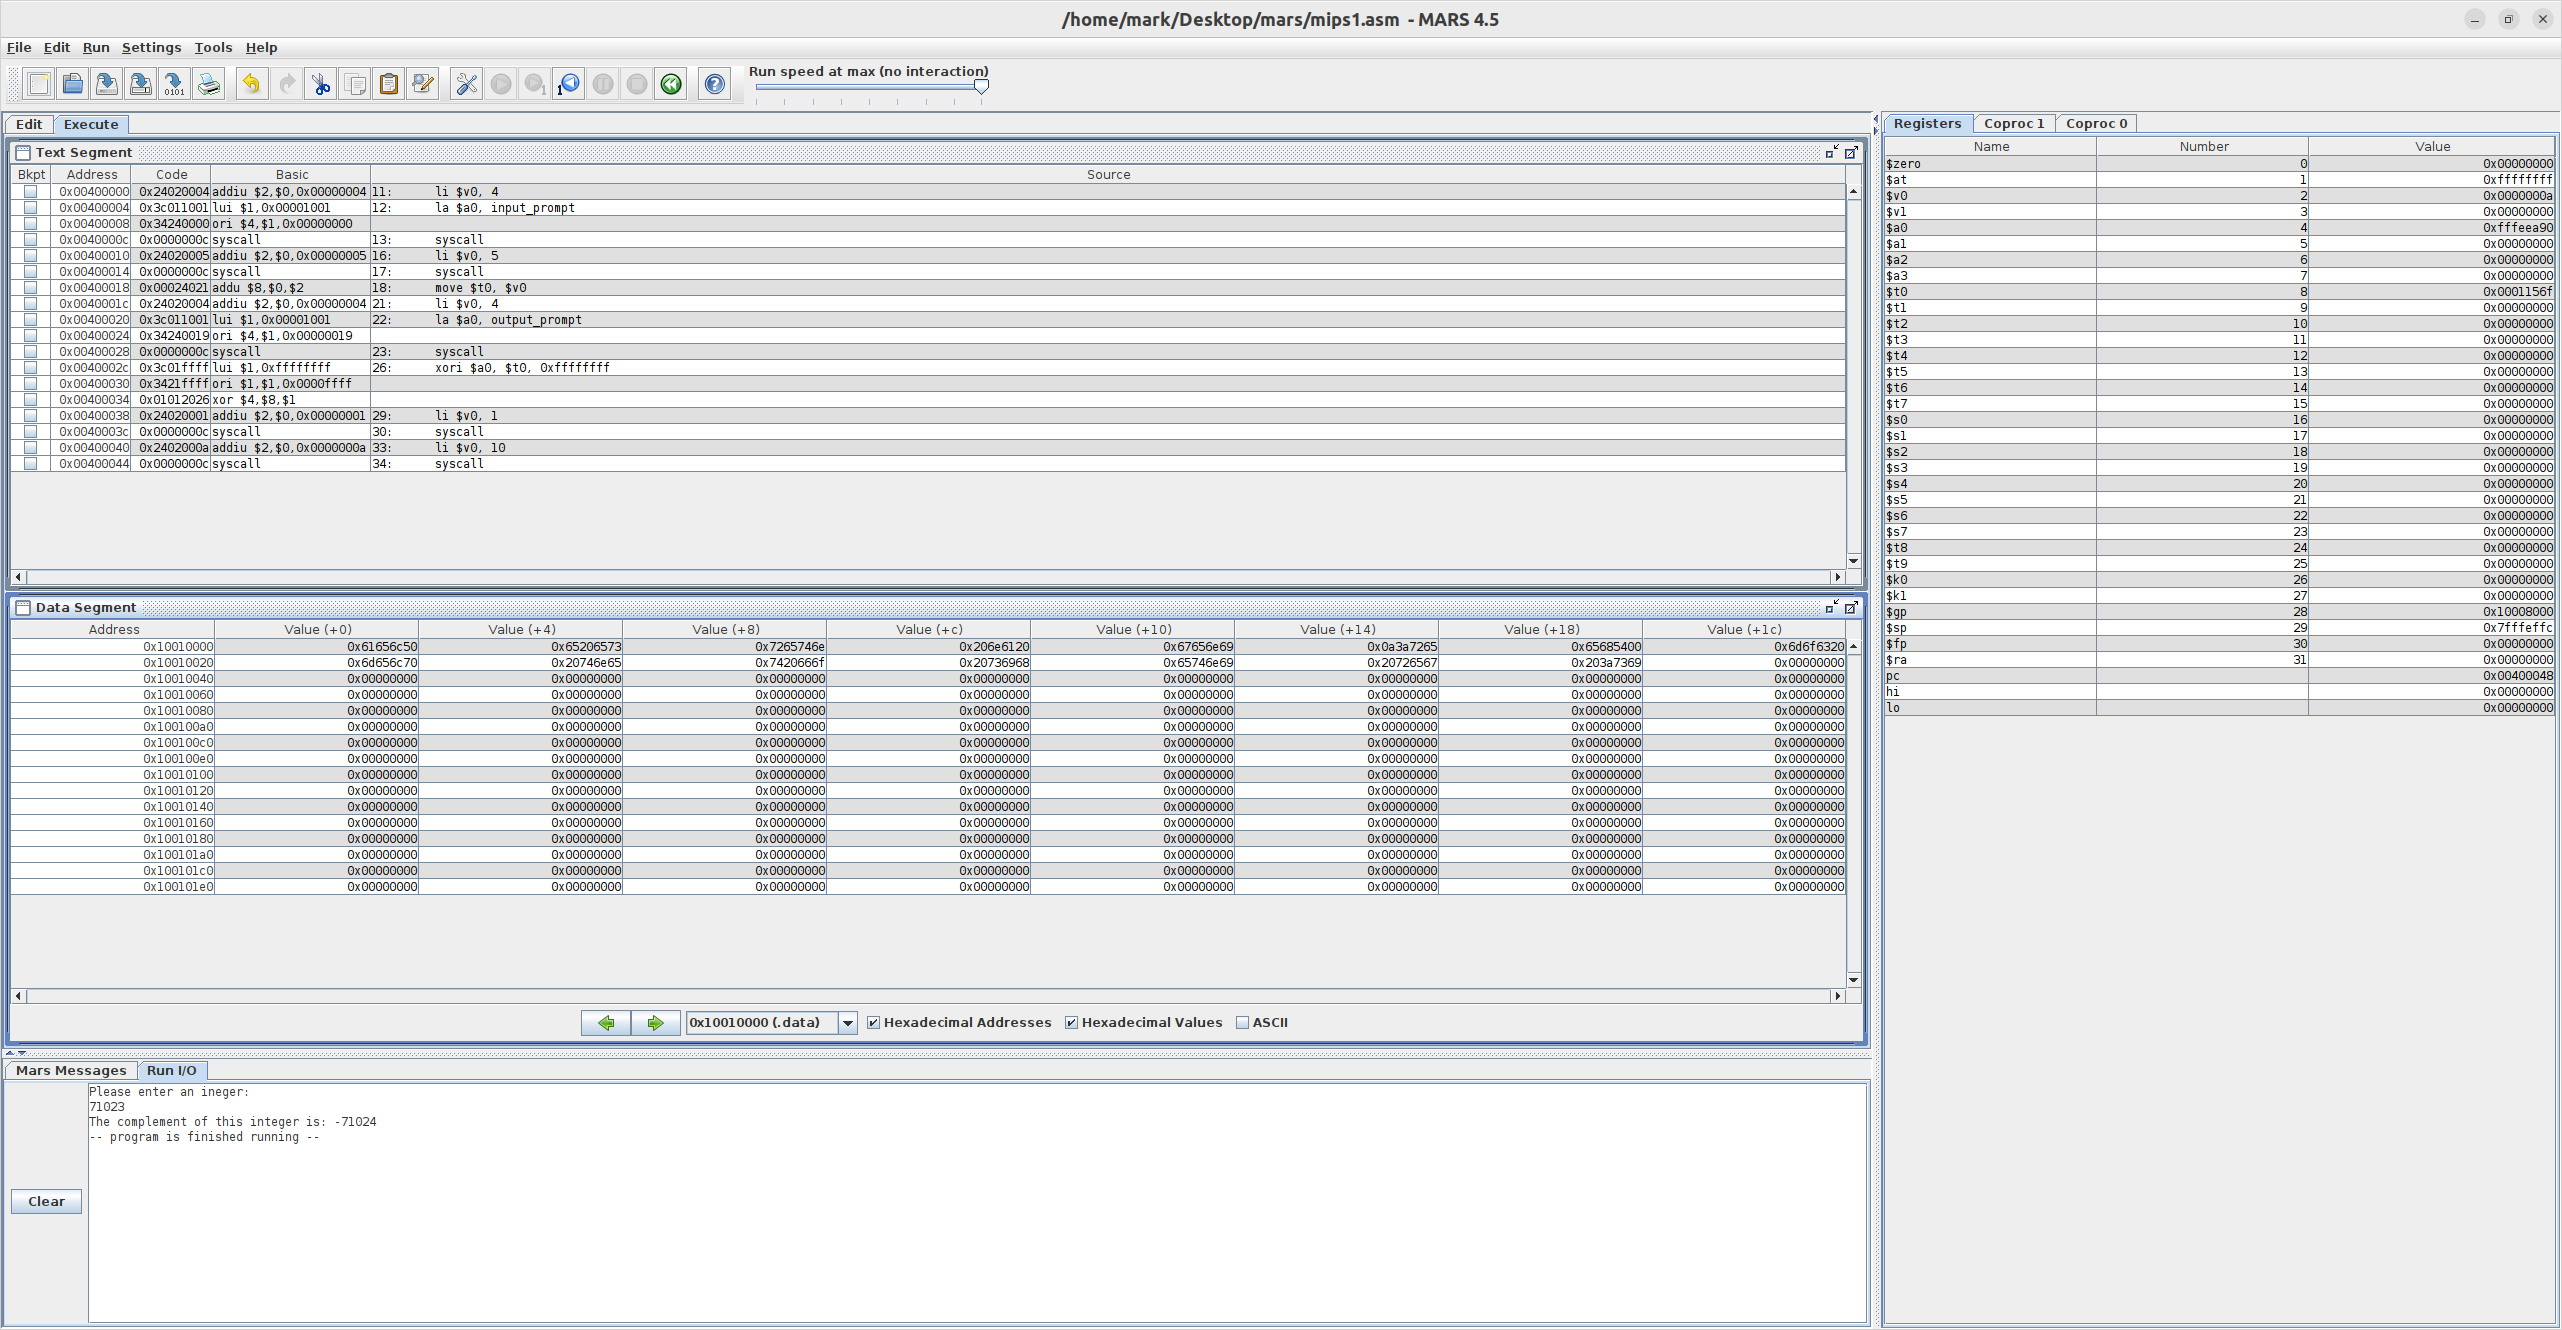 /home/mark/Desktop/mars/mips1.asm - MARS 4.5
File Edit Run Settings Tools Help
Run speed at max (no interaction)
Edit Execute
Text Segment
Bkpt Address Code Basic Source
0x00400000 0x24020004 addiu $2,$0,0x00000004 11: li $v0, 4
0x00400004 0x3c011001 lui $1,0x00001001 12: la $a0, input_prompt
0x00400008 0x34240000 ori $4,$1,0x00000000
0x0040000c 0x0000000c syscall 13: syscall
0x00400010 0x24020005 addiu $2,$0,0x00000005 16: li $v0, 5
0x00400014 0x0000000c syscall 17: syscall
0x00400018 0x00024021 addu $8,$0,$2 18: move $t0, $v0
0x0040001c 0x24020004 addiu $2,$0,0x00000004 21: li $v0, 4
0x00400020 0x3c011001 lui $1,0x00001001 22: la $a0, output_prompt
0x00400024 0x34240019 ori $4,$1,0x00000019
0x00400028 0x0000000c syscall 23: syscall
0x0040002c 0x3c01ffff lui $1,0xffffffff 26: xori $a0, $t0, 0xffffffff
0x00400030 0x3421ffff ori $1,$1,0x0000ffff
0x00400034 0x01012026 xor $4,$8,$1
0x00400038 0x24020001 addiu $2,$0,0x00000001 29: li $v0, 1
0x0040003c 0x0000000c syscall 30: syscall
0x00400040 0x2402000a addiu $2,$0,0x0000000a 33: li $v0, 10
0x00400044 0x0000000c syscall 34: syscall
Data Segment
Address Value (+0) Value (+4) Value (+8) Value (+c) Value (+10) Value (+14) Value (+18) Value (+1c)
0x10010000 0x61656c50 0x65206573 0x7265746e 0x206e6120 0x67656e69 0x0a3a7265 0x65685400 0x6d6f6320
0x10010020 0x6d656c70 0x20746e65 0x7420666f 0x20736968 0x65746e69 0x20726567 0x203a7369 0x00000000
0x10010040 0x00000000 0x00000000 0x00000000 0x00000000 0x00000000 0x00000000 0x00000000 0x00000000
0x10010060 0x00000000 0x00000000 0x00000000 0x00000000 0x00000000 0x00000000 0x00000000 0x00000000
0x10010080 0x00000000 0x00000000 0x00000000 0x00000000 0x00000000 0x00000000 0x00000000 0x00000000
0x100100a0 0x00000000 0x00000000 0x00000000 0x00000000 0x00000000 0x00000000 0x00000000 0x00000000
0x100100c0 0x00000000 0x00000000 0x00000000 0x00000000 0x00000000 0x00000000 0x00000000 0x00000000
0x100100e0 0x00000000 0x00000000 0x00000000 0x00000000 0x00000000 0x00000000 0x00000000 0x00000000
0x10010100 0x00000000 0x00000000 0x00000000 0x00000000 0x00000000 0x00000000 0x00000000 0x00000000
0x10010120 0x00000000 0x00000000 0x00000000 0x00000000 0x00000000 0x00000000 0x00000000 0x00000000
0x10010140 0x00000000 0x00000000 0x00000000 0x00000000 0x00000000 0x00000000 0x00000000 0x00000000
0x10010160 0x00000000 0x00000000 0x00000000 0x00000000 0x00000000 0x00000000 0x00000000 0x00000000
0x10010180 0x00000000 0x00000000 0x00000000 0x00000000 0x00000000 0x00000000 0x00000000 0x00000000
0x100101a0 0x00000000 0x00000000 0x00000000 0x00000000 0x00000000 0x00000000 0x00000000 0x00000000
0x100101c0 0x00000000 0x00000000 0x00000000 0x00000000 0x00000000 0x00000000 0x00000000 0x00000000
0x100101e0 0x00000000 0x00000000 0x00000000 0x00000000 0x00000000 0x00000000 0x00000000 0x00000000
0x10010000 (.data) Hexadecimal Addresses Hexadecimal Values ASCII
Mars Messages Run I/O
Please enter an ineger:
71023
The complement of this integer is: -71024
-- program is finished running --
Clear
Registers Coproc 1 Coproc 0
Name Number Value
$zero 0 0x00000000
$at 1 0xffffffff
$v0 2 0x0000000a
$v1 3 0x00000000
$a0 4 0xfffeea90
$a1 5 0x00000000
$a2 6 0x00000000
$a3 7 0x00000000
$t0 8 0x0001156f
$t1 9 0x00000000
$t2 10 0x00000000
$t3 11 0x00000000
$t4 12 0x00000000
$t5 13 0x00000000
$t6 14 0x00000000
$t7 15 0x00000000
$s0 16 0x00000000
$s1 17 0x00000000
$s2 18 0x00000000
$s3 19 0x00000000
$s4 20 0x00000000
$s5 21 0x00000000
$s6 22 0x00000000
$s7 23 0x00000000
$t8 24 0x00000000
$t9 25 0x00000000
$k0 26 0x00000000
$k1 27 0x00000000
$gp 28 0x10008000
$sp 29 0x7fffeffc
$fp 30 0x00000000
$ra 31 0x00000000
pc 0x00400048
hi 0x00000000
lo 0x00000000